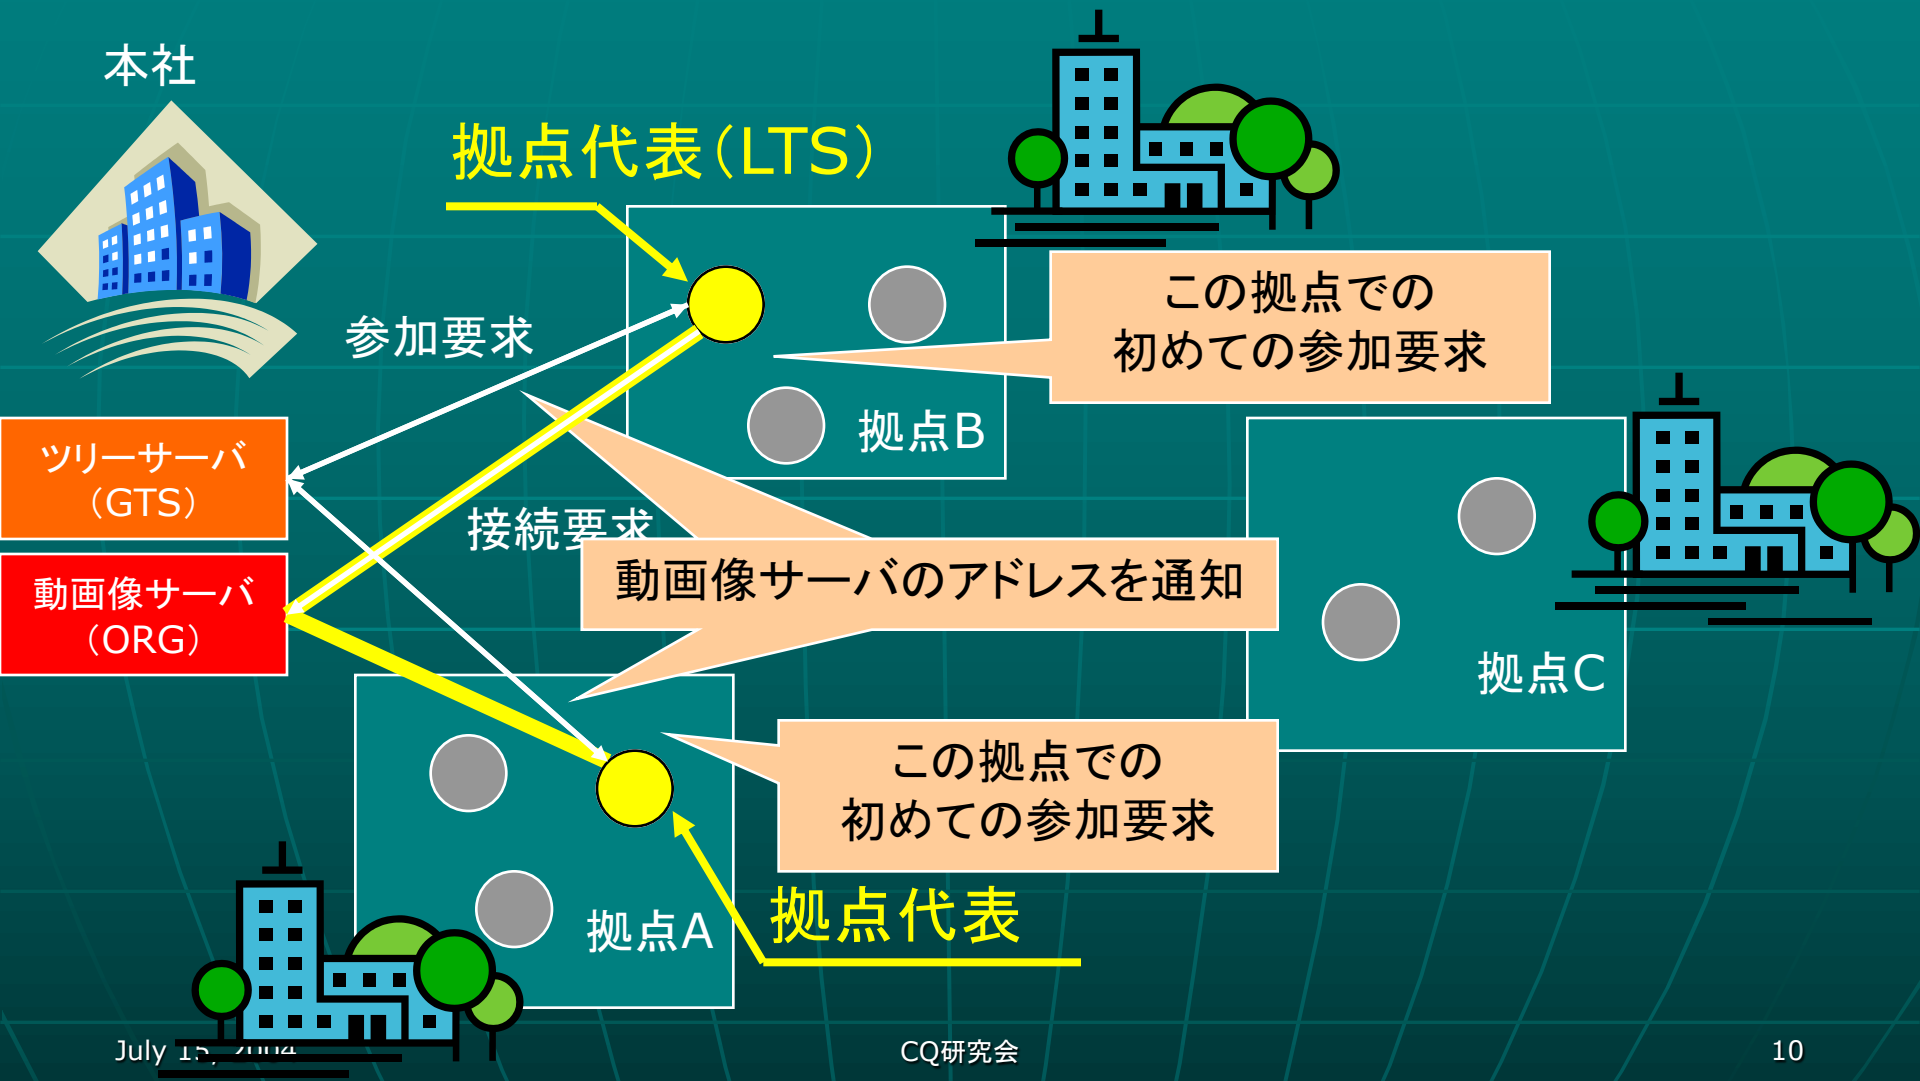 本社
拠点代表（LTS）
この拠点での
初めての参加要求
参加要求
拠点B
ツリーサーバ
（GTS）
接続要求
動画像サーバのアドレスを通知
動画像サーバ
（ORG）
拠点C
この拠点での
初めての参加要求
拠点代表
拠点A
July 15, 2004
CQ研究会
10